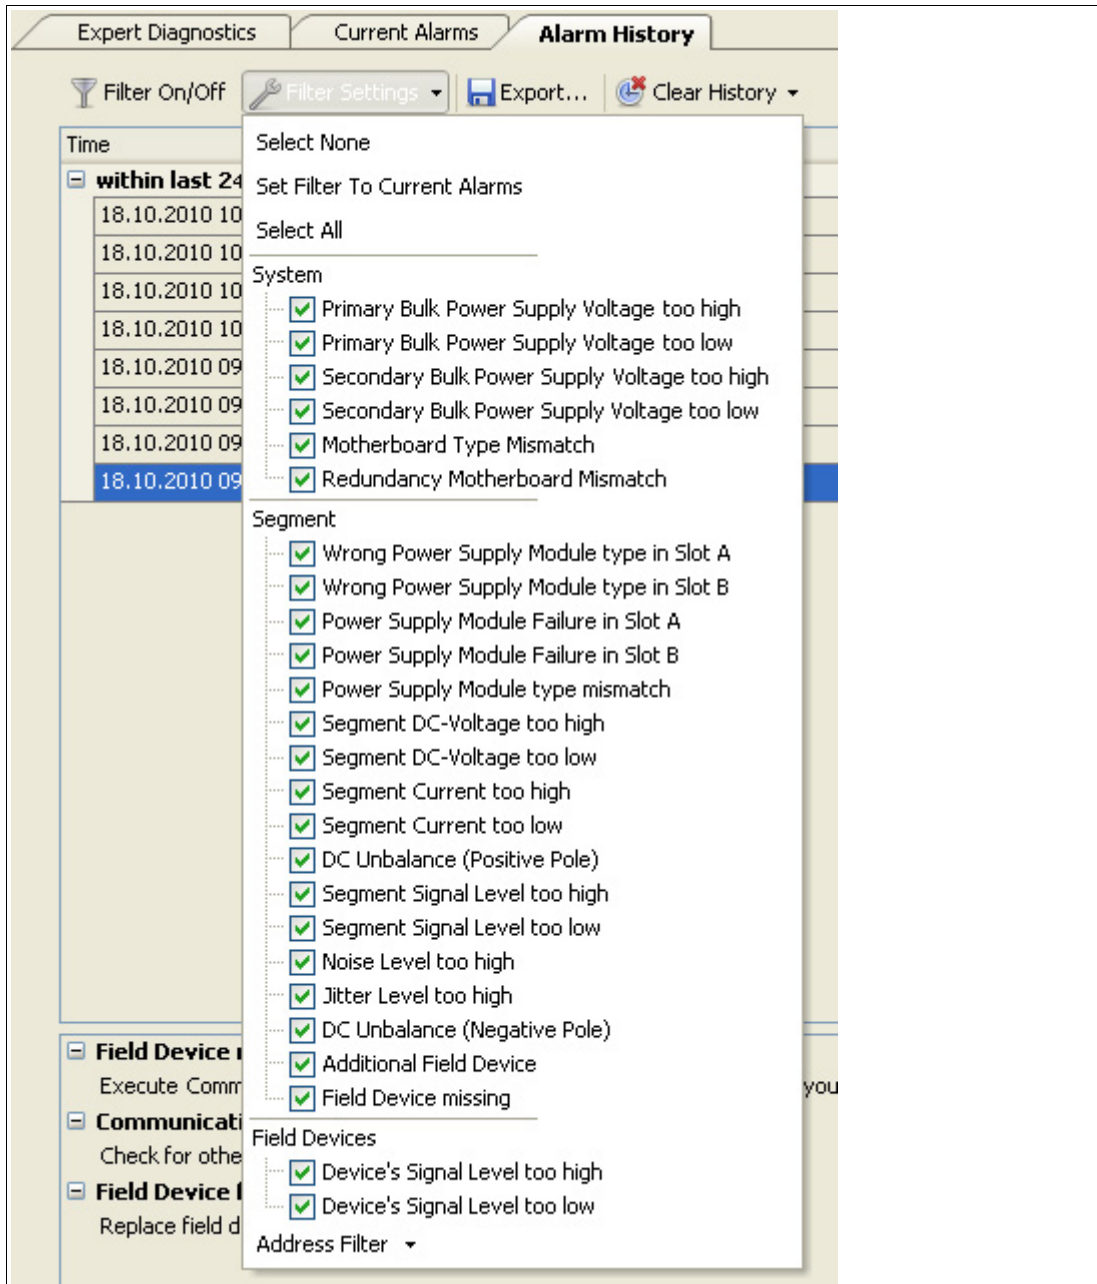 Expert Diagnostics Current Alarms Alarm History
Filter On/Off Filter Settings Export... Clear History
Time
within last 24
18.10.2010 10
18.10.2010 10
18.10.2010 10
18.10.2010 10
18.10.2010 09
18.10.2010 09
18.10.2010 09
18.10.2010 09
Select None
Set Filter To Current Alarms
Select All
System
Primary Bulk Power Supply Voltage too high
Primary Bulk Power Supply Voltage too low
Secondary Bulk Power Supply Voltage too high
Secondary Bulk Power Supply Voltage too low
Motherboard Type Mismatch
Redundancy Motherboard Mismatch
Segment
Wrong Power Supply Module type in Slot A
Wrong Power Supply Module type in Slot B
Power Supply Module Failure in Slot A
Power Supply Module Failure in Slot B
Power Supply Module type mismatch
Segment DC-Voltage too high
Segment DC-Voltage too low
Segment Current too high
Segment Current too low
DC Unbalance (Positive Pole)
Segment Signal Level too high
Segment Signal Level too low
Noise Level too high
Jitter Level too high
DC Unbalance (Negative Pole)
Additional Field Device
Field Device missing
Field Devices
Device's Signal Level too high
Device's Signal Level too low
Address Filter
Field Device
Execute Comm you
Communicati
Check for othe
Field Device
Replace field d